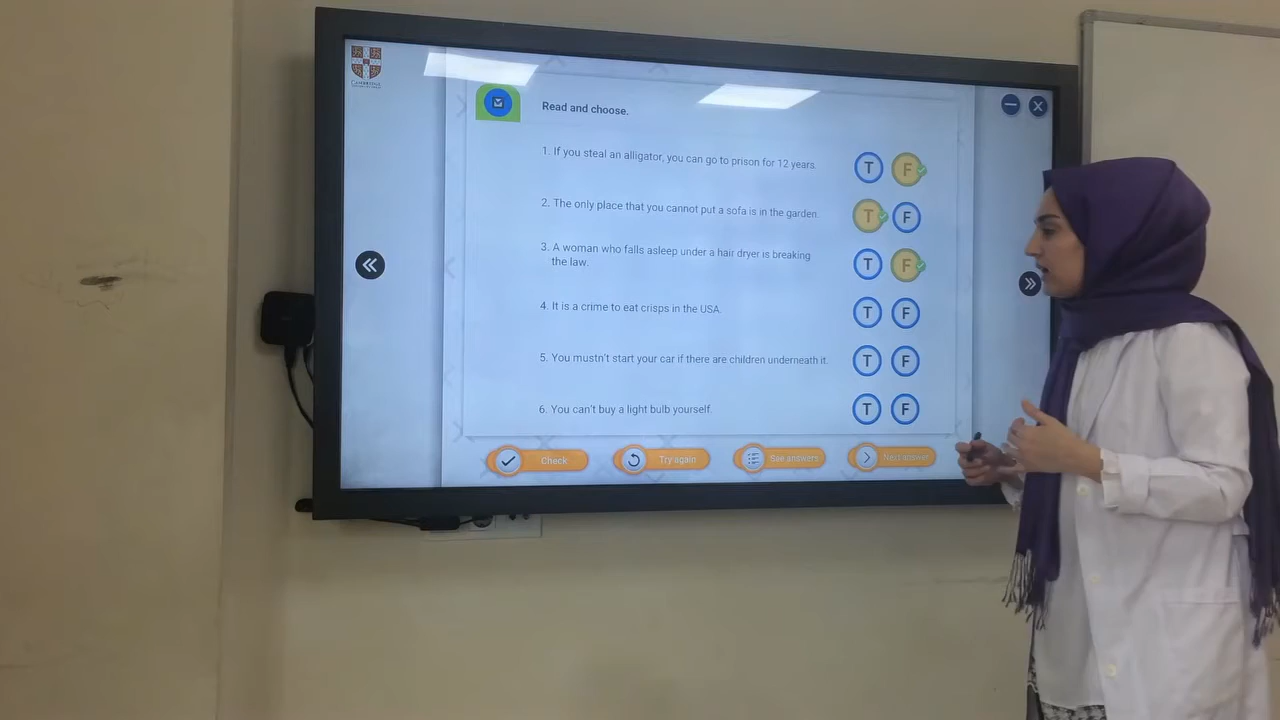 CAMBRIDGE
Read and choose.
1. If you steal an alligator, you can go to prison for 12 years.
T F
2. The only place that you cannot put a sofa is in the garden.
T F
3. A woman who falls asleep under a hair dryer is breaking
the law.
T F
4. It is a crime to eat crisps in the USA.
T F
5. You mustn't start your car if there are children underneath it.
T F
6. You can't buy a light bulb yourself.
T F
Check Try again See answers Next answer